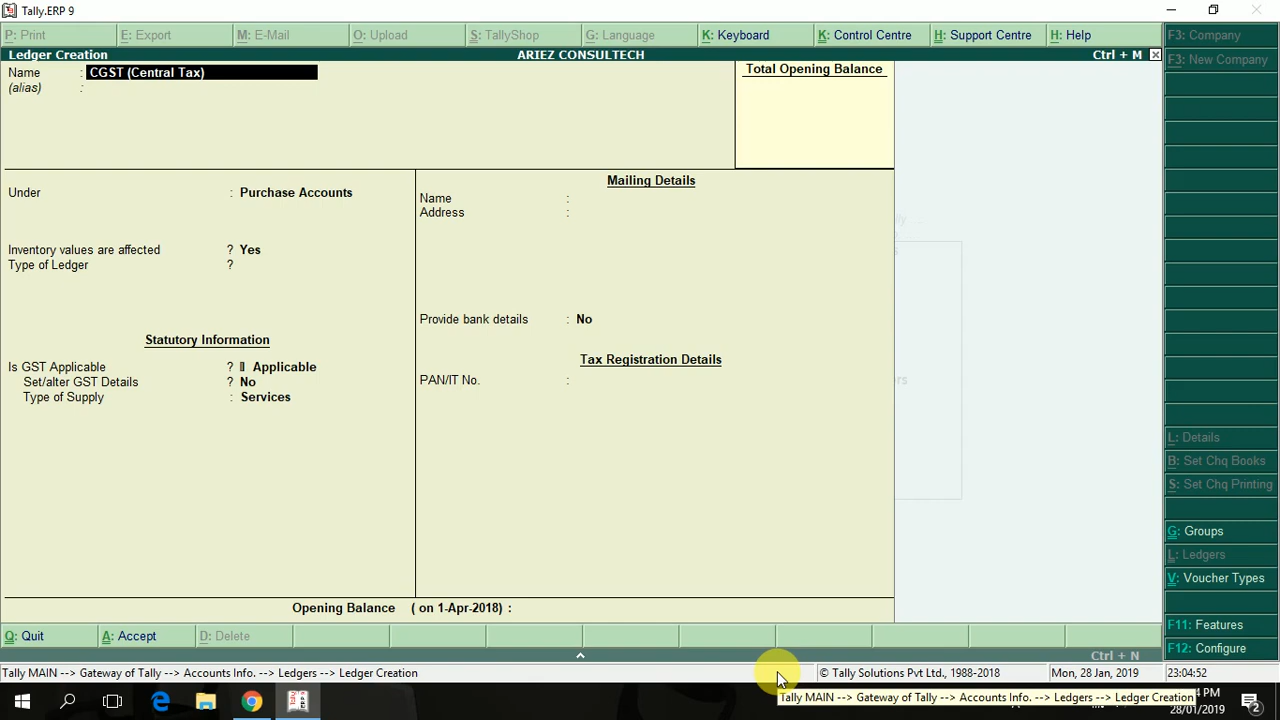 Tally.ERP 9
P: Print
E: Export
M: E-Mail
O: Upload
S: TallyShop
G: Language
K: Keyboard
K: Control Centre
H: Support Centre
H: Help
F3: Company
F3: New Company
Ledger Creation
ARIEZ CONSULTECH
Ctrl + M
Name : CGST (Central Tax)
(alias) :
Total Opening Balance
Under : Purchase Accounts
Inventory values are affected ? Yes
Type of Ledger ?
Statutory Information
Is GST Applicable ? Applicable
Set/alter GST Details ? No
Type of Supply : Services
Mailing Details
Name :
Address :
Provide bank details : No
Tax Registration Details
PAN/IT No. :
Opening Balance ( on 1-Apr-2018) :
L: Details
B: Set Chq Books
S: Set Chq Printing
G: Groups
L: Ledgers
V: Voucher Types
F11: Features
F12: Configure
Q: Quit
A: Accept
D: Delete
Ctrl + N
Tally MAIN --> Gateway of Tally --> Accounts Info. --> Ledgers --> Ledger Creation
© Tally Solutions Pvt Ltd., 1988-2018
Mon, 28 Jan, 2019
23:04:52
Tally MAIN --> Gateway of Tally --> Accounts Info. --> Ledgers --> Ledger Creation
28/01/2019
2